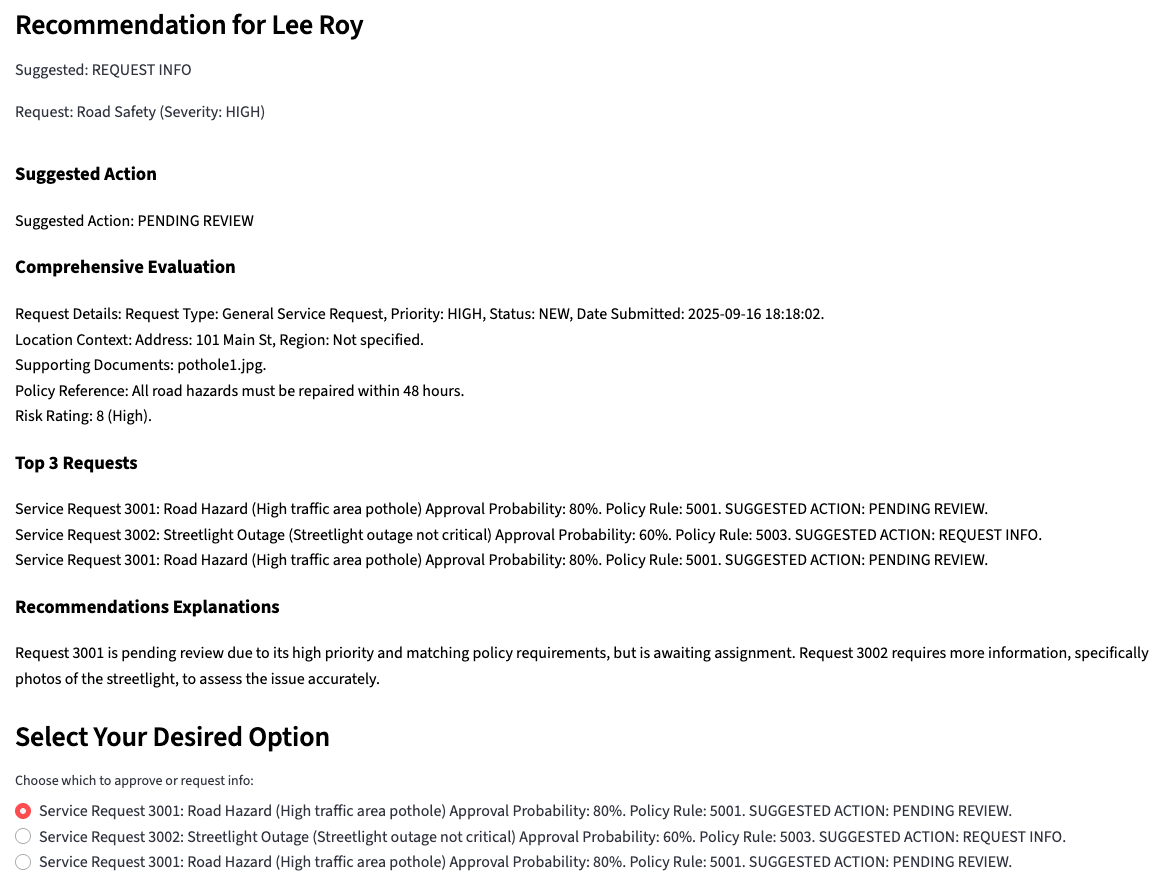 Recommendation for Lee Roy
Suggested: REQUEST INFO
Request: Road Safety (Severity: HIGH)
Suggested Action
Suggested Action: PENDING REVIEW
Comprehensive Evaluation
Request Details: Request Type: General Service Request, Priority: HIGH, Status: NEW, Date Submitted: 2025-09-16 18:18:02.
Location Context: Address: 101 Main St, Region: Not specified.
Supporting Documents: pothole1.jpg.
Policy Reference: All road hazards must be repaired within 48 hours.
Risk Rating: 8 (High).
Top 3 Requests
Service Request 3001: Road Hazard (High traffic area pothole) Approval Probability: 80%. Policy Rule: 5001. SUGGESTED ACTION: PENDING REVIEW.
Service Request 3002: Streetlight Outage (Streetlight outage not critical) Approval Probability: 60%. Policy Rule: 5003. SUGGESTED ACTION: REQUEST INFO.
Service Request 3001: Road Hazard (High traffic area pothole) Approval Probability: 80%. Policy Rule: 5001. SUGGESTED ACTION: PENDING REVIEW.
Recommendations Explanations
Request 3001 is pending review due to its high priority and matching policy requirements, but is awaiting assignment. Request 3002 requires more information, specifically
photos of the streetlight, to assess the issue accurately.
Select Your Desired Option
Choose which to approve or request info:
Service Request 3001: Road Hazard (High traffic area pothole) Approval Probability: 80%. Policy Rule: 5001. SUGGESTED ACTION: PENDING REVIEW.
Service Request 3002: Streetlight Outage (Streetlight outage not critical) Approval Probability: 60%. Policy Rule: 5003. SUGGESTED ACTION: REQUEST INFO.
Service Request 3001: Road Hazard (High traffic area pothole) Approval Probability: 80%. Policy Rule: 5001. SUGGESTED ACTION: PENDING REVIEW.